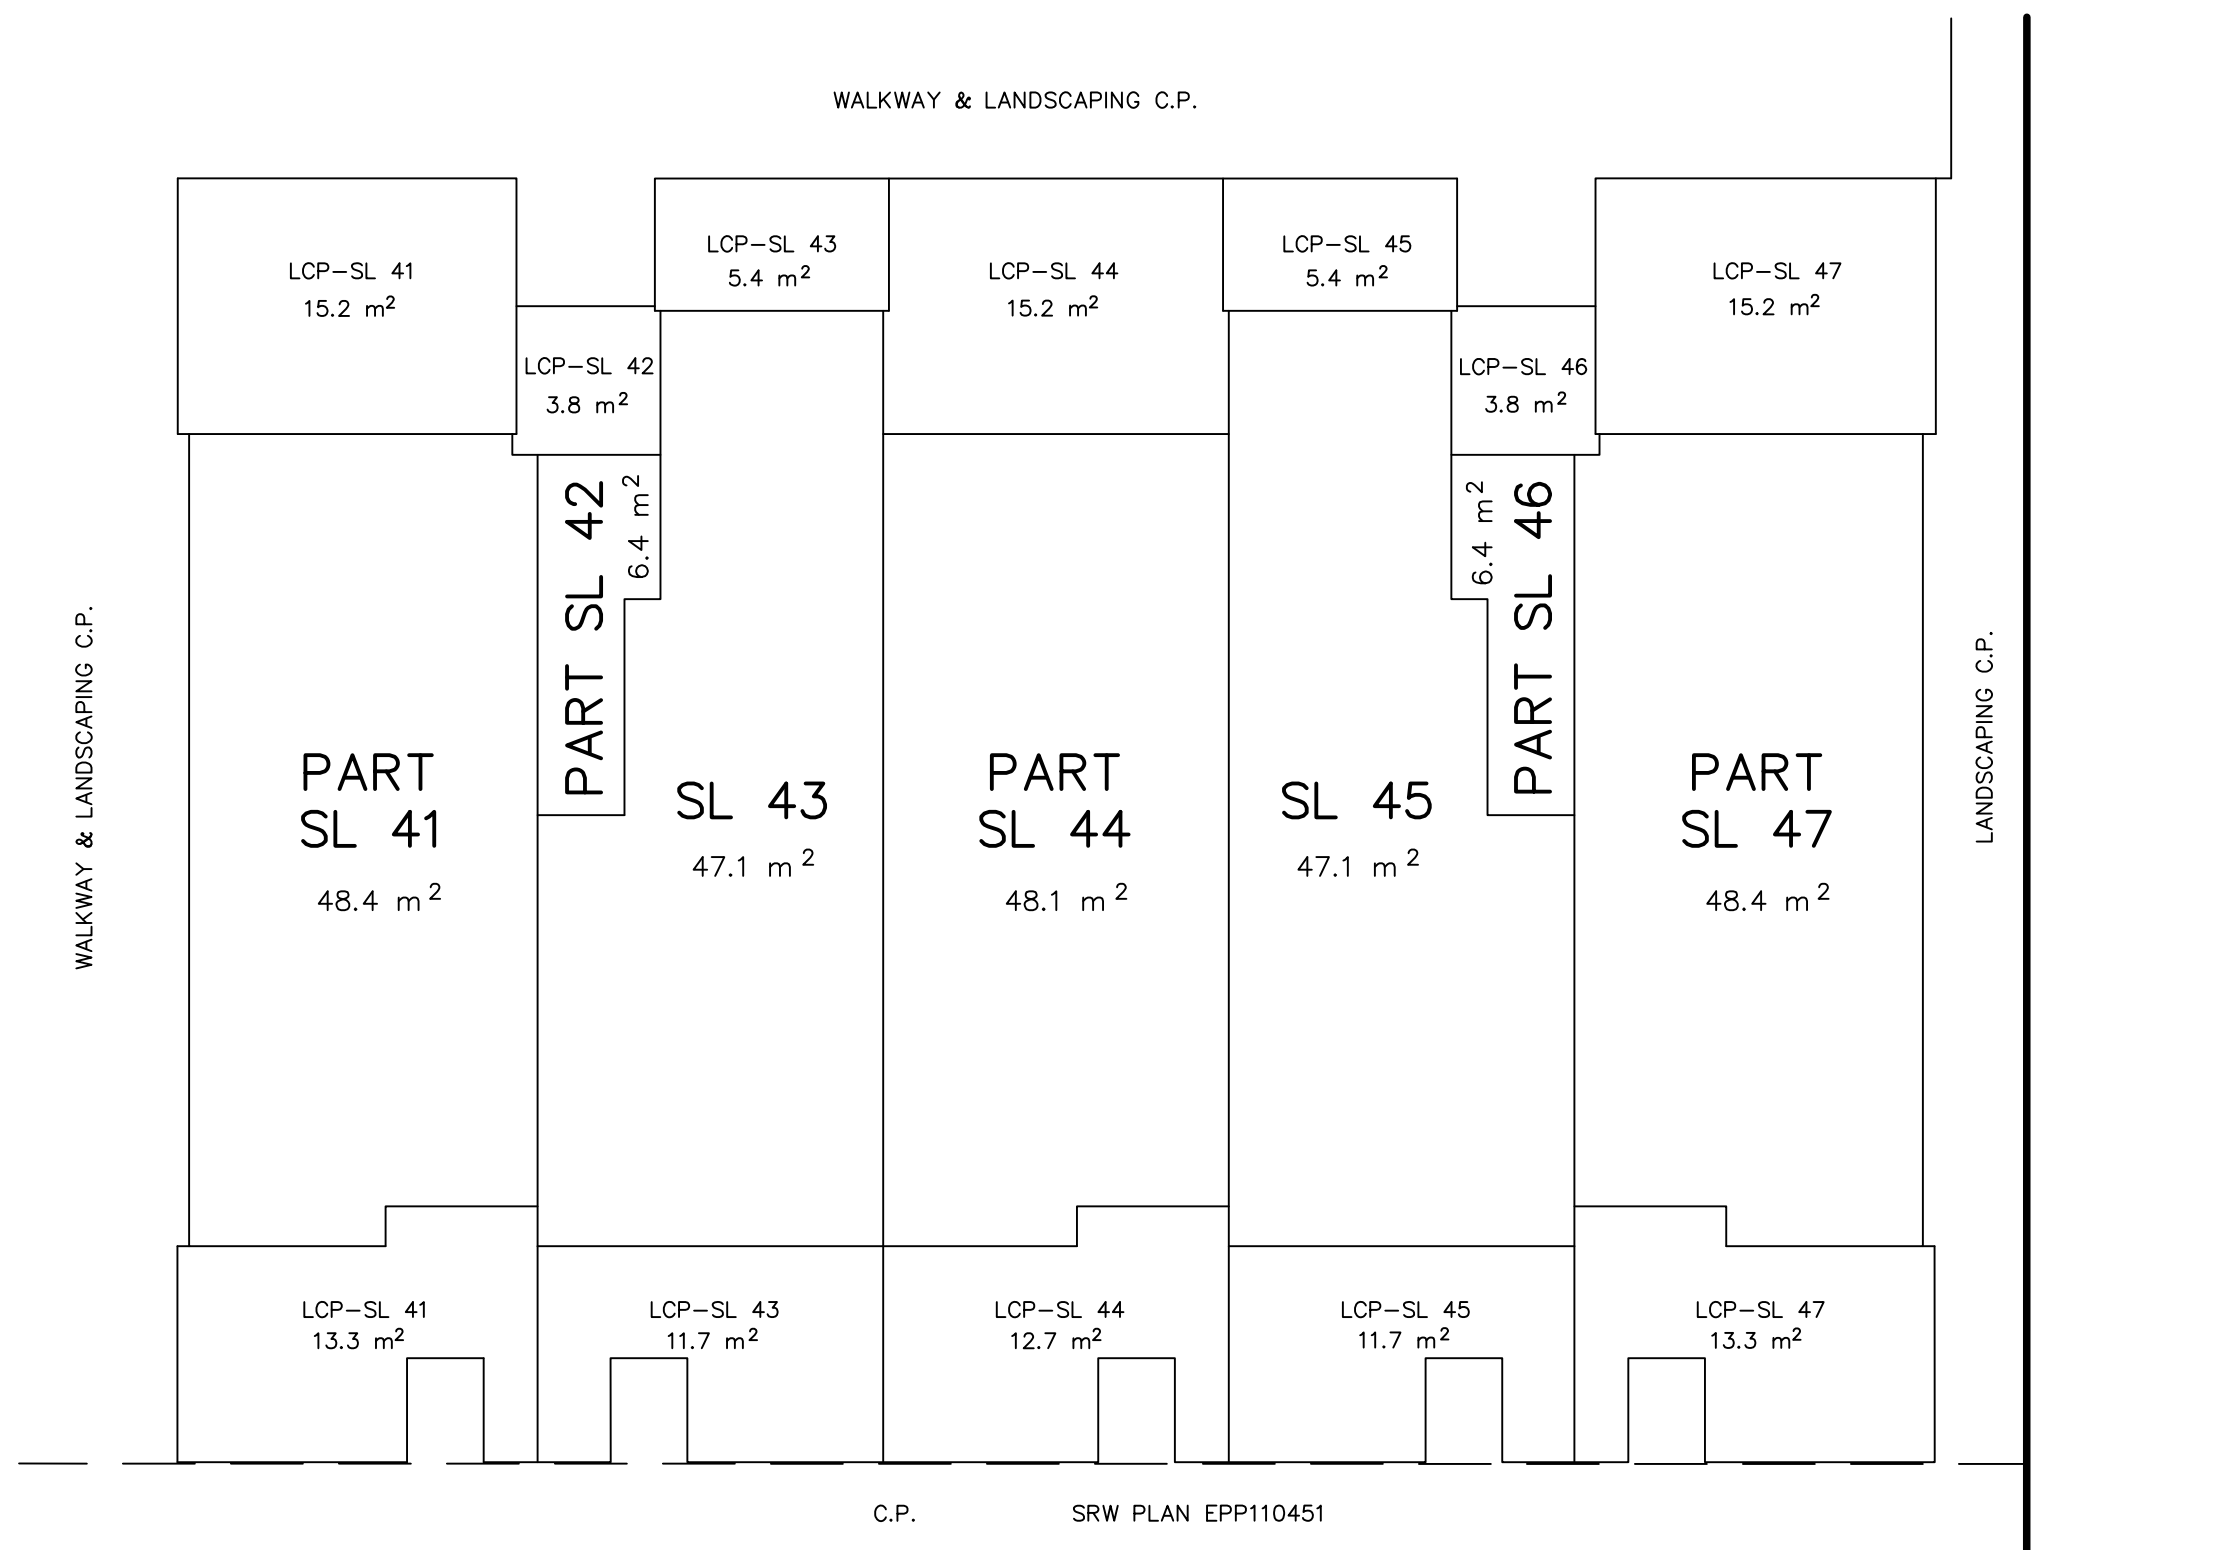 WALKWAY & LANDSCAPING C.P.
LCP-SL 41
15.2 m²
LCP-SL 43
5.4 m²
LCP-SL 44
15.2 m²
LCP-SL 45
5.4 m²
LCP-SL 47
15.2 m²
LCP-SL 42
3.8 m²
LCP-SL 46
3.8 m²
WALKWAY & LANDSCAPING C.P.
PART SL 41
48.4 m²
PART SL 42
6.4 m²
SL 43
47.1 m²
PART
SL 44
48.1 m²
SL 45
47.1 m²
6.4 m²
PART SL 46
PART
SL 47
48.4 m²
LANDSCAPING C.P.
LCP-SL 41
13.3 m²
LCP-SL 43
11.7 m²
LCP-SL 44
12.7 m²
LCP-SL 45
11.7 m²
LCP-SL 47
13.3 m²
C.P.
SRW PLAN EPP110451